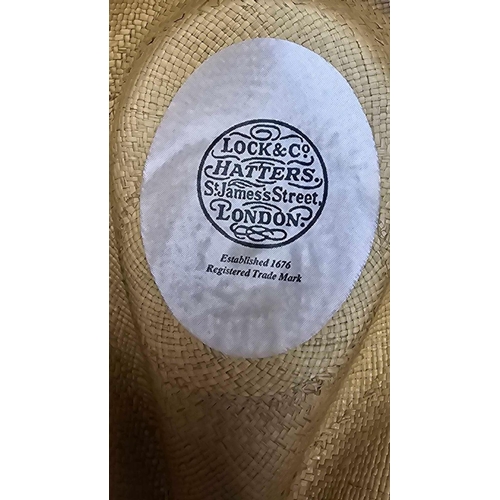 LOCK & Co
HATTERS.
St James's Street,
LONDON.
Established 1676
Registered Trade Mark